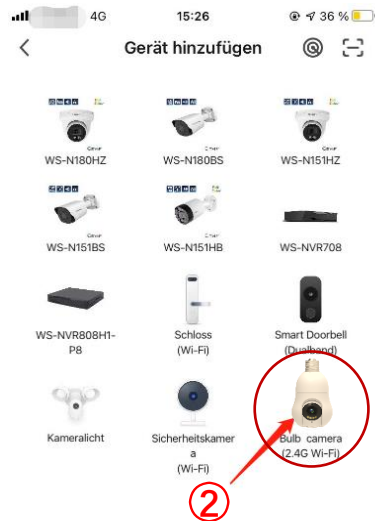 4G 15:26 36 %
Gerät hinzufügen
WS-N180HZ WS-N180BS WS-N151HZ
WS-N151BS WS-N151HB WS-NVR708
WS-NVR808H1-
P8
Schloss
(Wi-Fi)
Smart Doorbell
(Dualband)
Kameralicht
Sicherheitskamer
a
(Wi-Fi)
Bulb camera
(2.4G Wi-Fi)
②